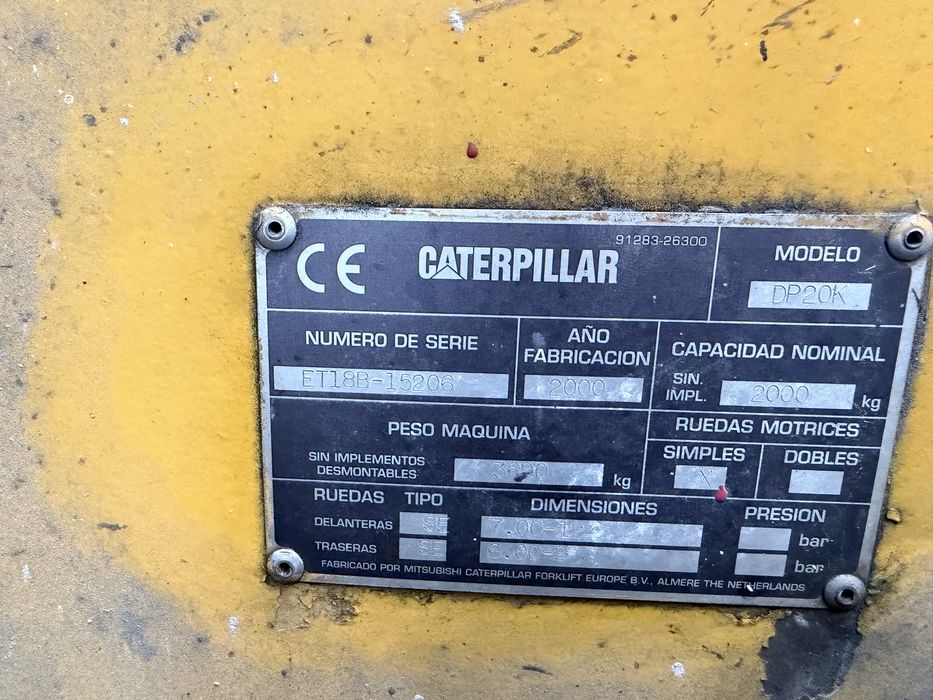 CE CATERPILLAR 91283-26300
MODELO
DP20K
NUMERO DE SERIE
ET18B-15206
AÑO
FABRICACION
2000
CAPACIDAD NOMINAL
SIN.
IMPL. 2000 kg
PESO MAQUINA
SIN IMPLEMENTOS
DESMONTABLES kg
RUEDAS MOTRICES
SIMPLES DOBLES
X
RUEDAS TIPO DIMENSIONES PRESION
DELANTERAS SE 7.00-12 bar
TRASERAS SE 6.00-9 bar
FABRICADO POR MITSUBISHI CATERPILLAR FORKLIFT EUROPE B.V., ALMERE THE NETHERLANDS